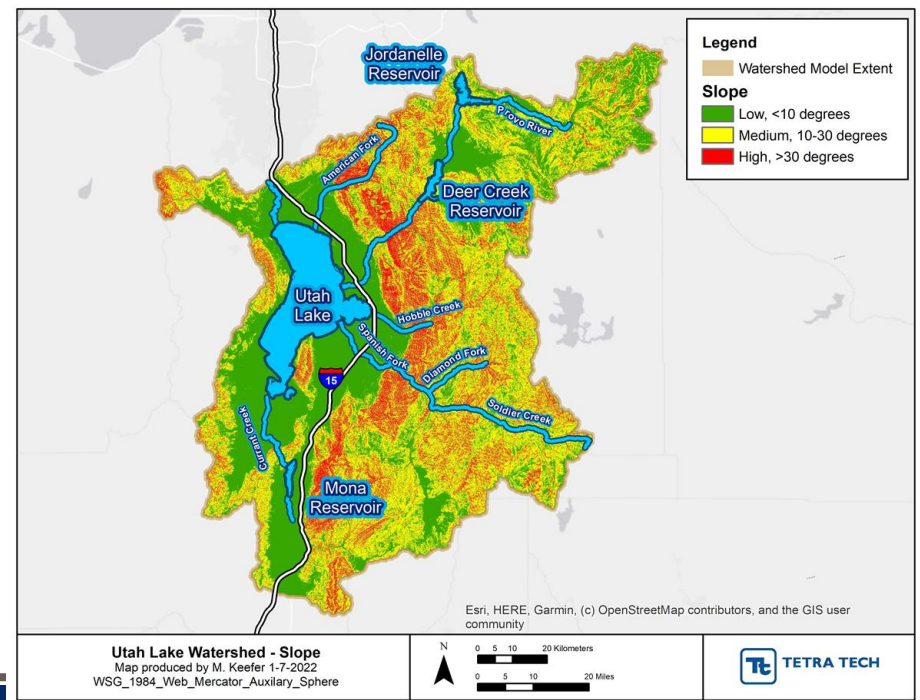 Jordanelle
Reservoir
Provo River
American Fork
Deer Creek
Reservoir
Utah
Lake
Hobble Creek
Spanish Fork
Diamond Fork
15
Soldier Creek
Currant Creek
Mona
Reservoir
Legend
Watershed Model Extent
Slope
Low, <10 degrees
Medium, 10-30 degrees
High, >30 degrees
Esri, HERE, Garmin, (c) OpenStreetMap contributors, and the GIS user
community
Utah Lake Watershed - Slope
Map produced by M. Keefer 1-7-2022
WSG_1984_Web_Mercator_Auxilary_Sphere
N
0 5 10 20 Kilometers
0 5 10 20 Miles
Tt TETRA TECH